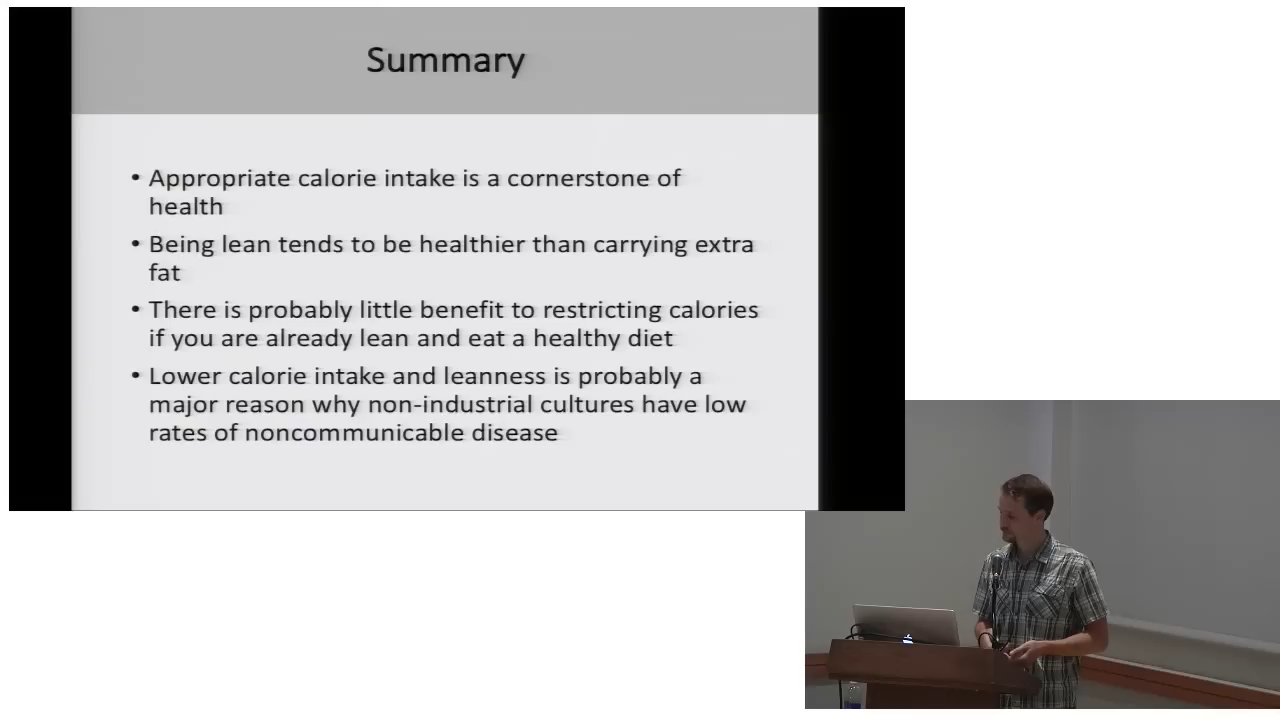 Summary
• Appropriate calorie intake is a cornerstone of
health
• Being lean tends to be healthier than carrying extra
fat
• There is probably little benefit to restricting calories
if you are already lean and eat a healthy diet
• Lower calorie intake and leanness is probably a
major reason why non-industrial cultures have low
rates of noncommunicable disease